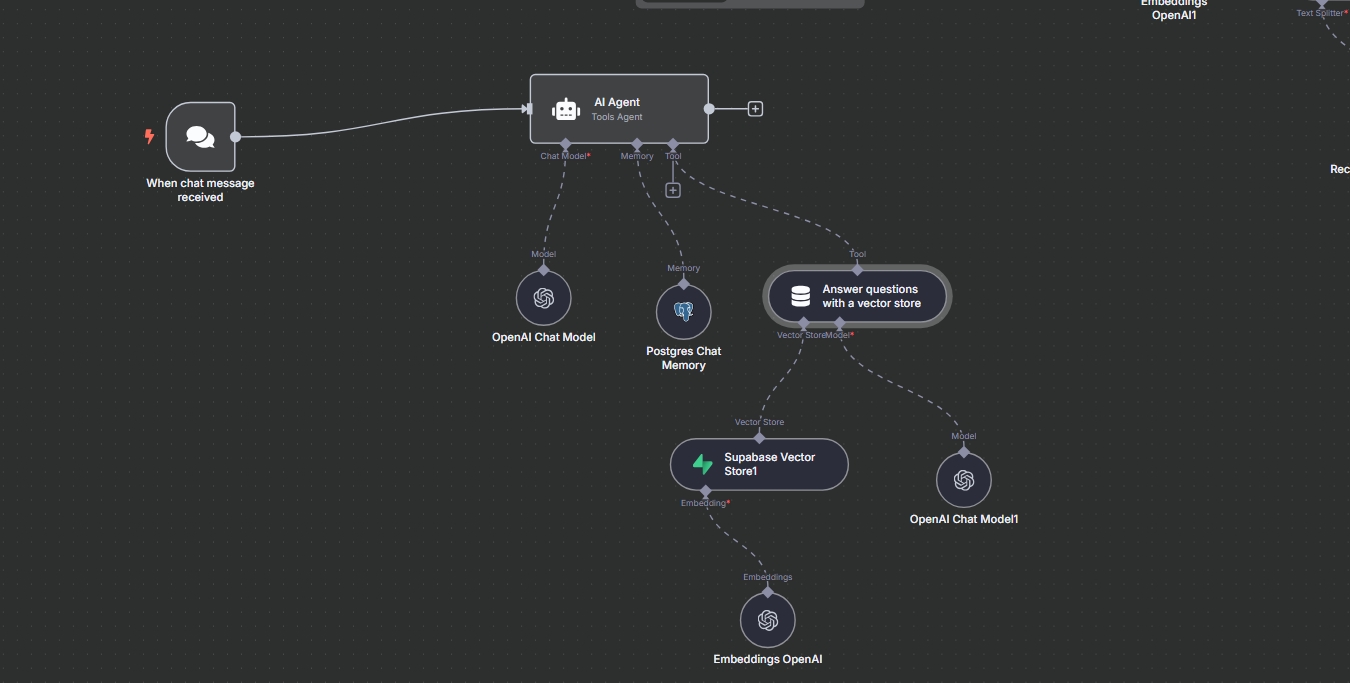 Embeddings
OpenAI1
Text Splitter*
AI Agent
Tools Agent
When chat message
received
Chat Model*
Memory
Tool
Rec
Model
OpenAI Chat Model
Memory
Postgres Chat
Memory
Tool
Answer questions
with a vector store
Vector Store
Model*
Vector Store
Supabase Vector
Store1
Embedding*
Model
OpenAI Chat Model1
Embeddings
Embeddings OpenAI